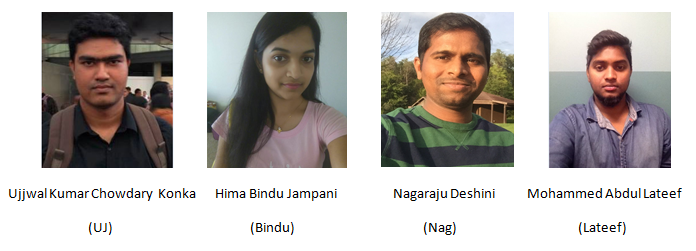 Ujjwal Kumar Chowdary Konka Hima Bindu Jampani Nagaraju Deshini Mohammed Abdul Lateef
(UJ) (Bindu) (Nag) (Lateef)